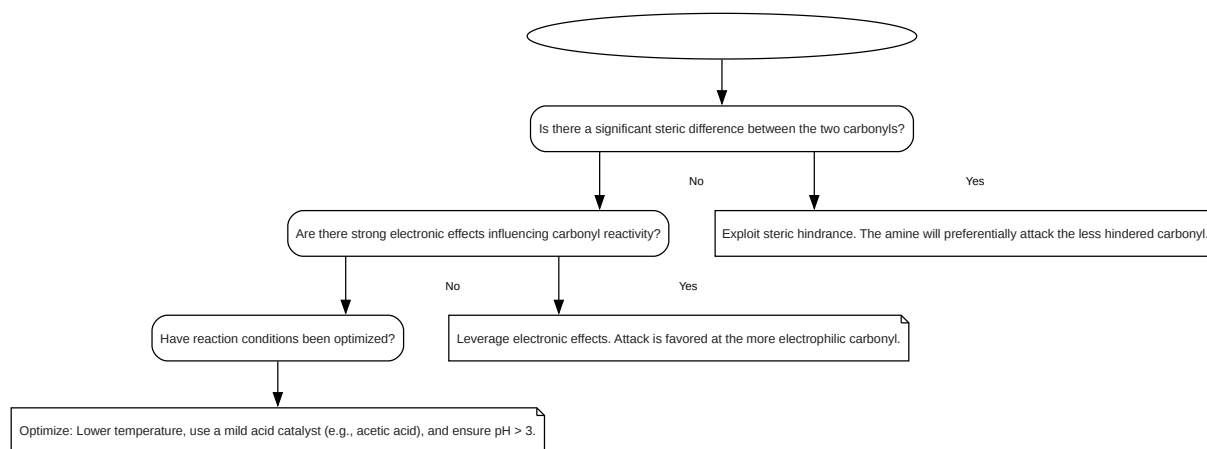 Is there a significant steric difference between the two carbonyls?
No
Yes
Are there strong electronic effects influencing carbonyl reactivity?
Exploit steric hindrance. The amine will preferentially attack the less hindered carbonyl.
No
Yes
Have reaction conditions been optimized?
Leverage electronic effects. Attack is favored at the more electrophilic carbonyl.
Optimize: Lower temperature, use a mild acid catalyst (e.g., acetic acid), and ensure pH > 3.